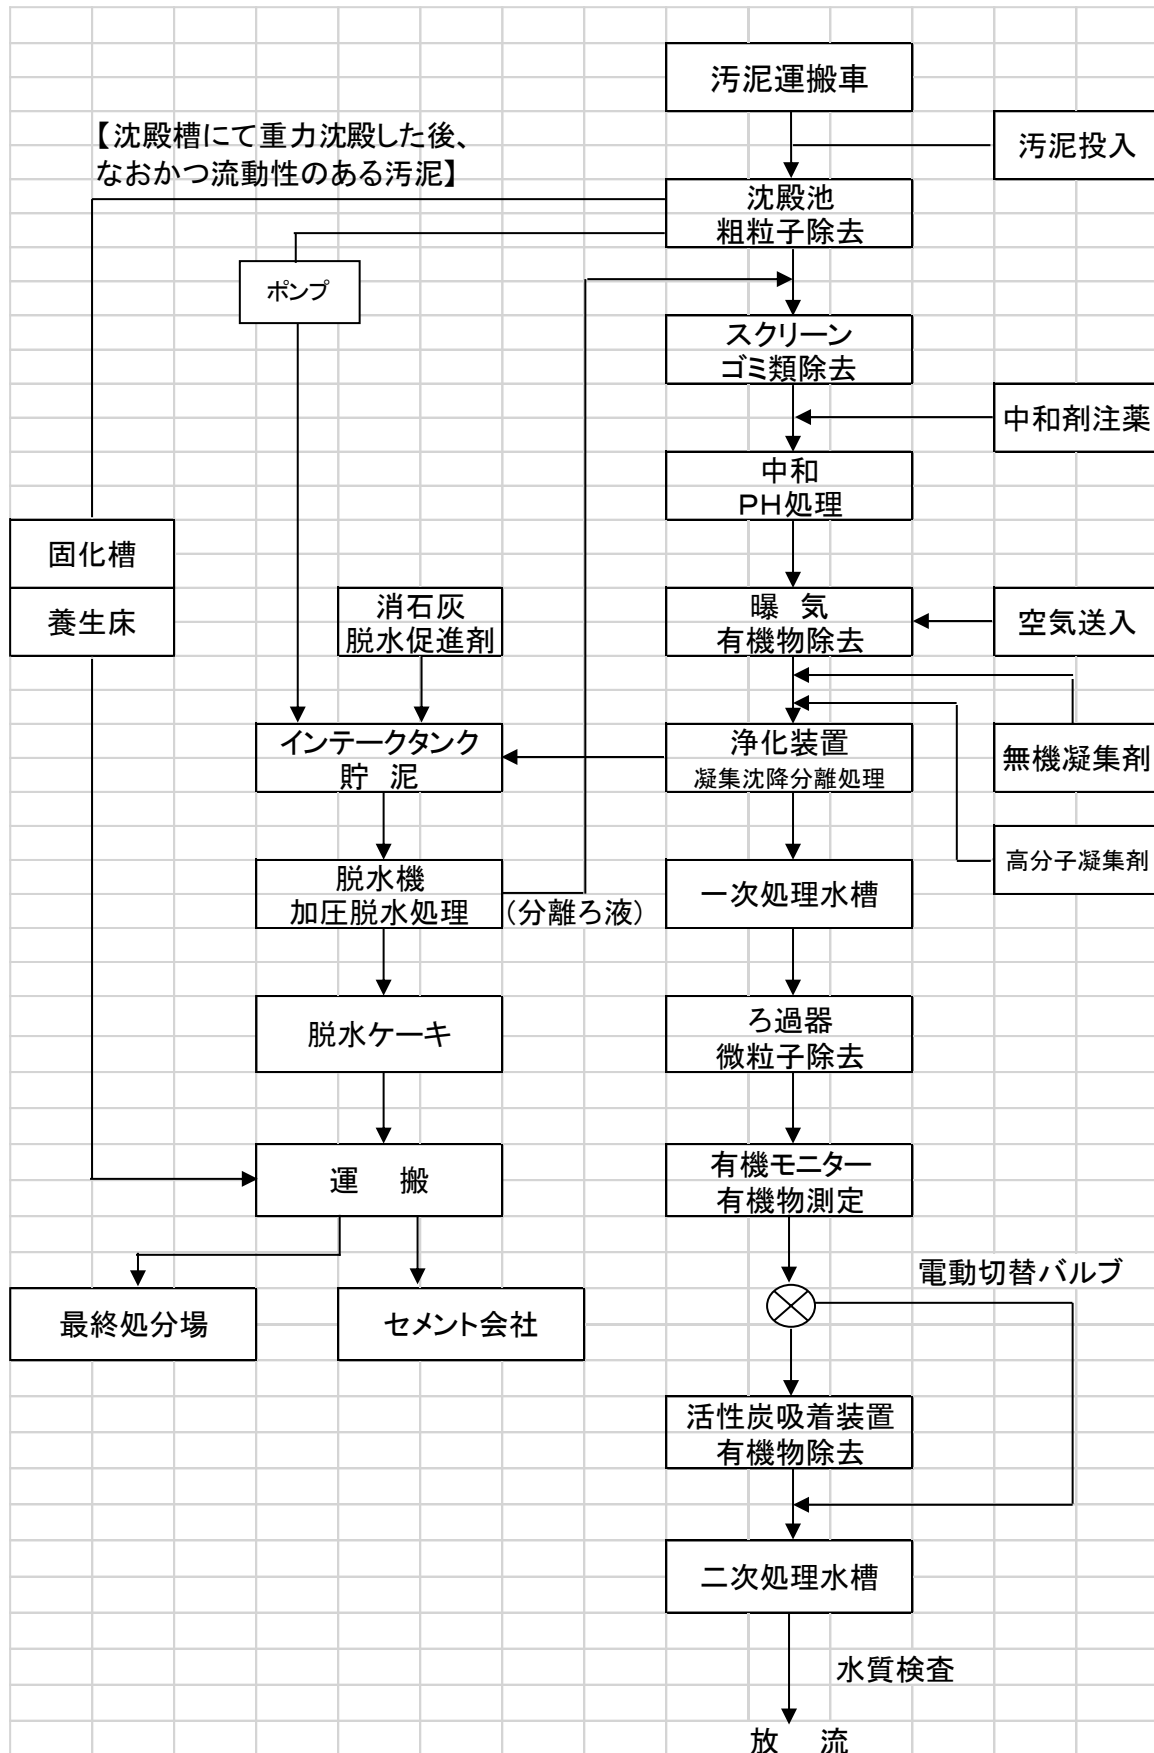 汚泥運搬車
【沈殿槽にて重力沈殿した後、
なおかつ流動性のある汚泥】
汚泥投入
沈殿池
粗粒子除去
ポンプ
スクリーン
ゴミ類除去
中和剤注薬
中和
PH処理
固化槽
養生床
消石灰
脱水促進剤
曝　気
有機物除去
空気送入
インテークタンク
貯　泥
浄化装置
凝集沈降分離処理
無機凝集剤
高分子凝集剤
脱水機
加圧脱水処理
(分離ろ液)
一次処理水槽
脱水ケーキ
ろ過器
微粒子除去
運　搬
有機モニター
有機物測定
電動切替バルブ
最終処分場
セメント会社
活性炭吸着装置
有機物除去
二次処理水槽
水質検査
放　流